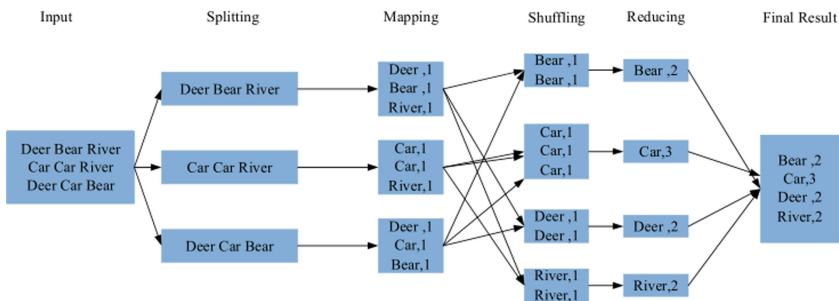 Input
Splitting
Mapping
Shuffling
Reducing
Final Result
Deer Bear River
Car Car River
Deer Car Bear
Deer Bear River
Car Car River
Deer Car Bear
Deer ,1
Bear ,1
River,1
Car,1
Car,1
River,1
Deer ,1
Car,1
Bear,1
Bear ,1
Bear ,1
Car,1
Car,1
Car,1
Deer ,1
Deer ,1
River,1
River,1
Bear ,2
Car,3
Deer ,2
River,2
Bear ,2
Car,3
Deer ,2
River,2